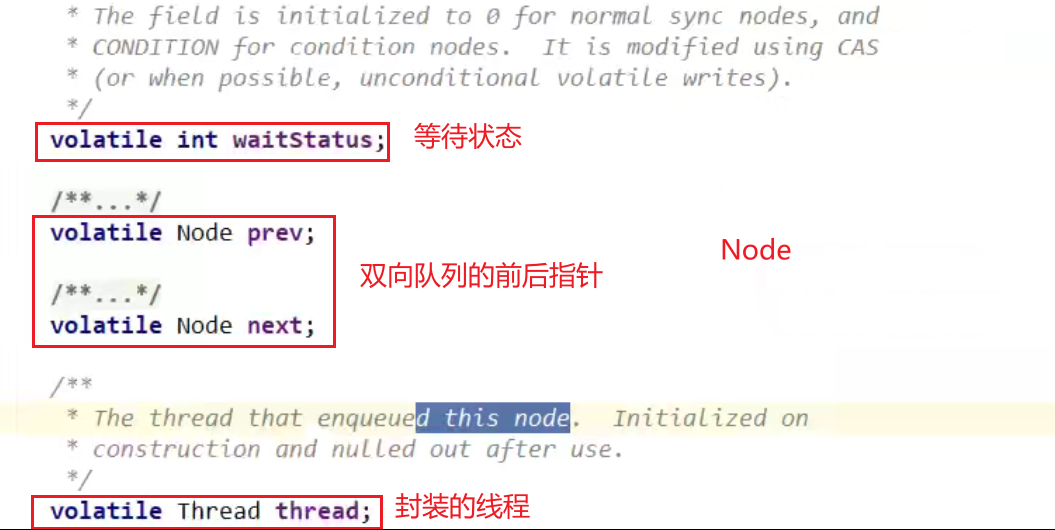 * The field is initialized to 0 for normal sync nodes, and
* CONDITION for condition nodes.  It is modified using CAS
* (or when possible, unconditional volatile writes).
*/
volatile int waitStatus; 等待状态
/**...*/
volatile Node prev;
Node
双向队列的前后指针
/**...*/
volatile Node next;
/**
* The thread that enqueued this node.  Initialized on
* construction and nulled out after use.
*/
volatile Thread thread; 封装的线程